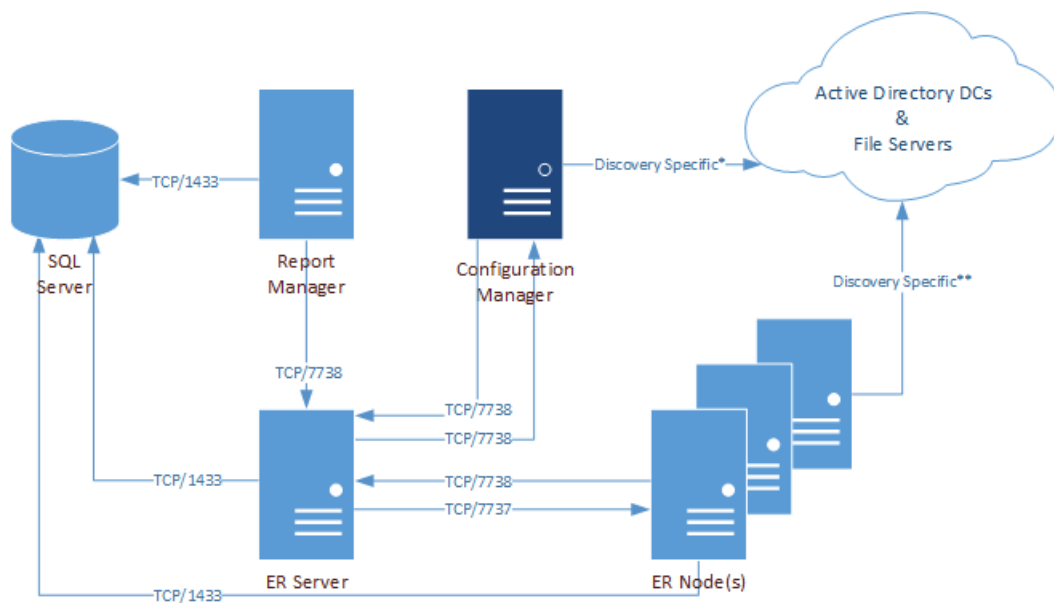 Active Directory DCs
&
File Servers
TCP/1433
Discovery Specific*
SQL
Server
Report
Manager
Configuration
Manager
Discovery Specific**
TCP/7738
TCP/7738
TCP/7738
TCP/1433
TCP/7738
TCP/7737
ER Server
ER Node(s)
TCP/1433